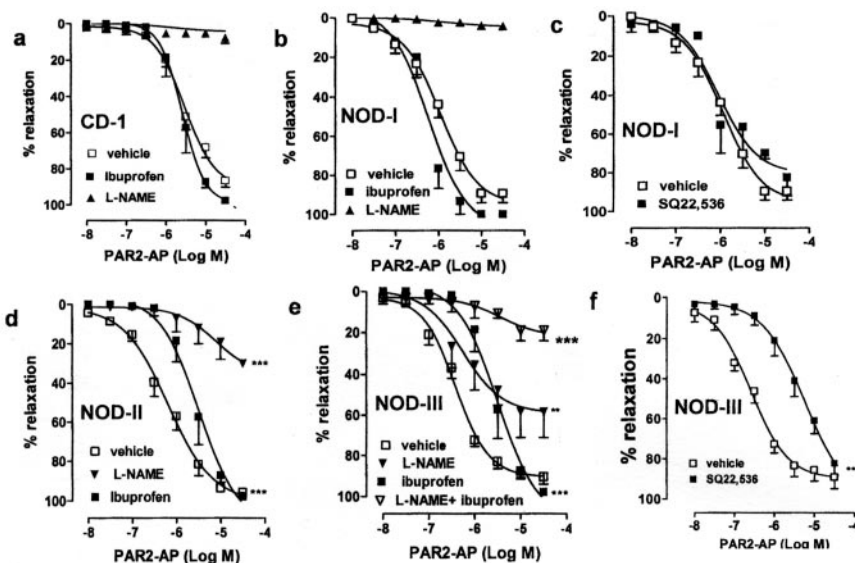 a
% relaxation
0
20
40
60
80
100
CD-1
vehicle
Ibuprofen
L-NAME
-8 -7 -6 -5 -4
PAR2-AP (Log M)
b
% relaxation
0
20
40
60
80
100
NOD-I
vehicle
ibuprofen
L-NAME
-8 -7 -6 -5 -4
PAR2-AP (Log M)
c
% relaxation
0
20
40
60
80
100
NOD-I
vehicle
SQ22,536
-8 -7 -6 -5 -4
PAR2-AP (Log M)
d
% relaxation
0
20
40
60
80
100
NOD-II
vehicle
L-NAME
Ibuprofen
***
***
-8 -7 -6 -5 -4
PAR2-AP (Log M)
e
% relaxation
0
20
40
60
80
100
NOD-III
vehicle
L-NAME
ibuprofen
L-NAME+ ibuprofen
***
**
***
-8 -7 -6 -5 -4
PAR2-AP (Log M)
f
% relaxation
0
20
40
60
80
100
NOD-III
vehicle
SQ22,536
**
-8 -7 -6 -5 -4
PAR2-AP (Log M)